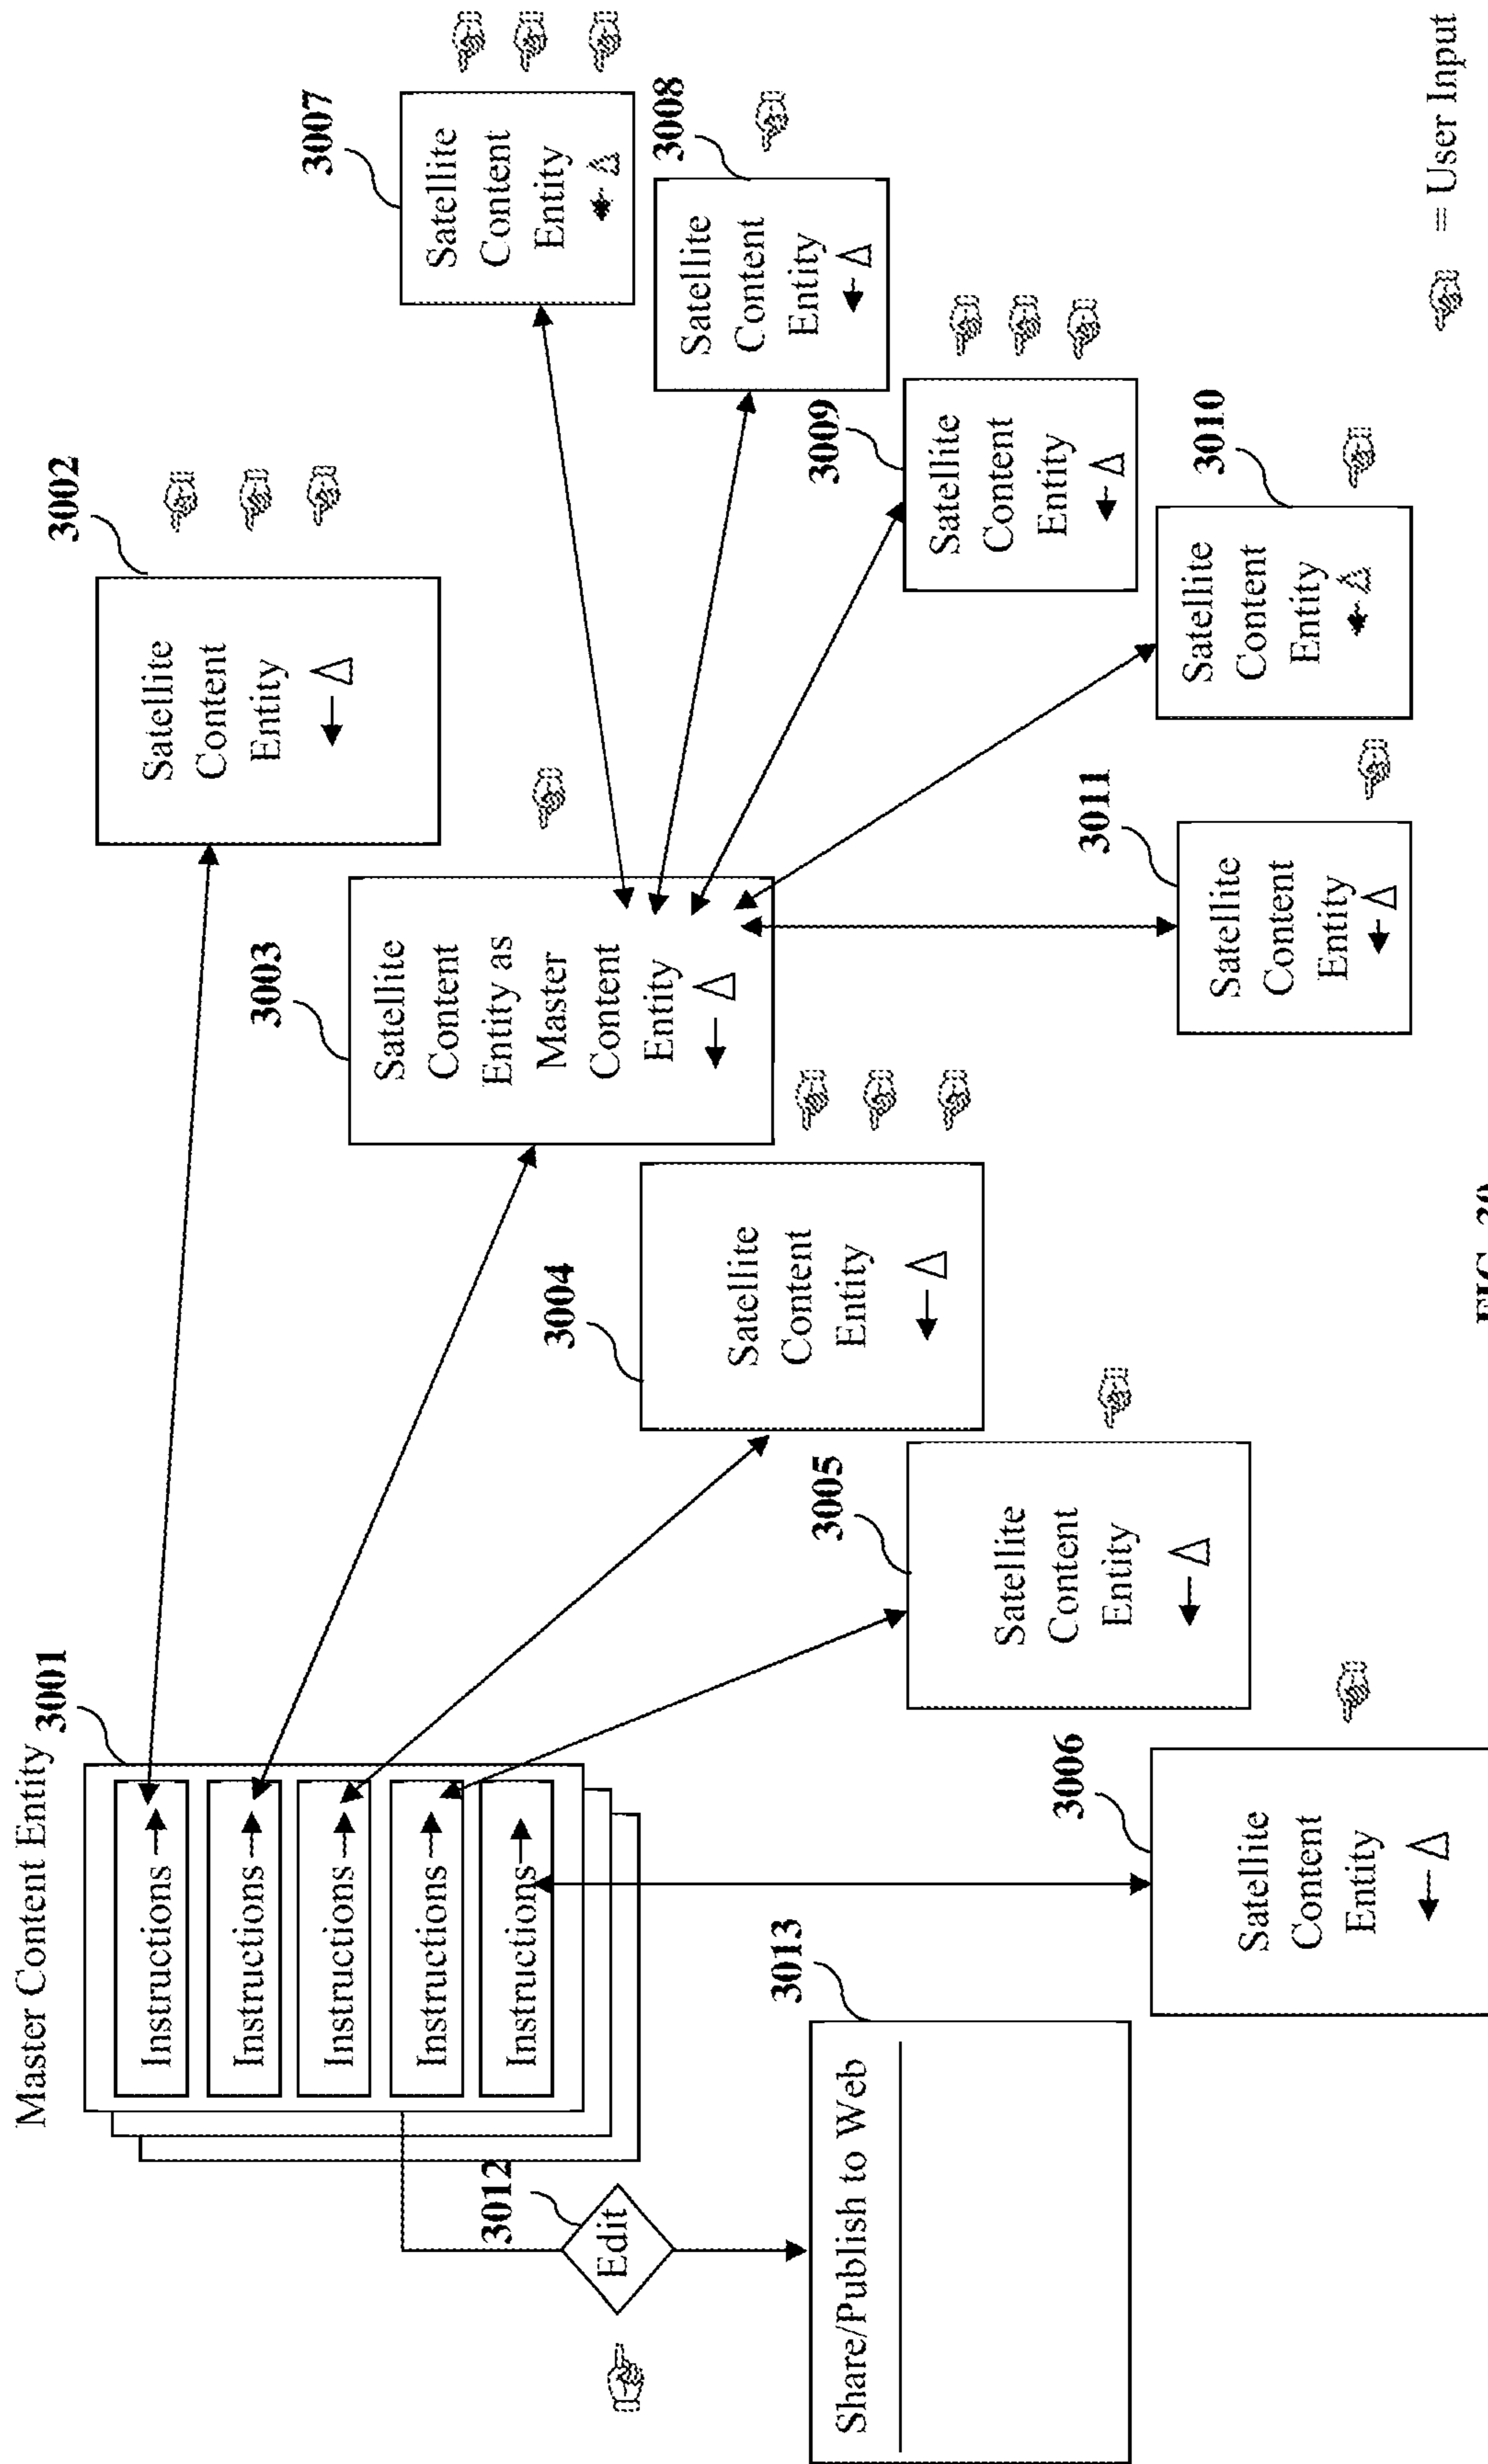 Master Content Entity
3001
Instructions
Instructions
Instructions
Instructions
Instructions
3012
Edit
3013
Share/Publish to Web
3002
Satellite
Content
Entity
3003
Satellite
Content
Entity as
Master
Content
Entity
3004
Satellite
Content
Entity
3005
Satellite
Content
Entity
3006
Satellite
Content
Entity
3007
Satellite
Content
Entity
3008
Satellite
Content
Entity
3009
Satellite
Content
Entity
3010
Satellite
Content
Entity
3011
Satellite
Content
Entity
= User Input